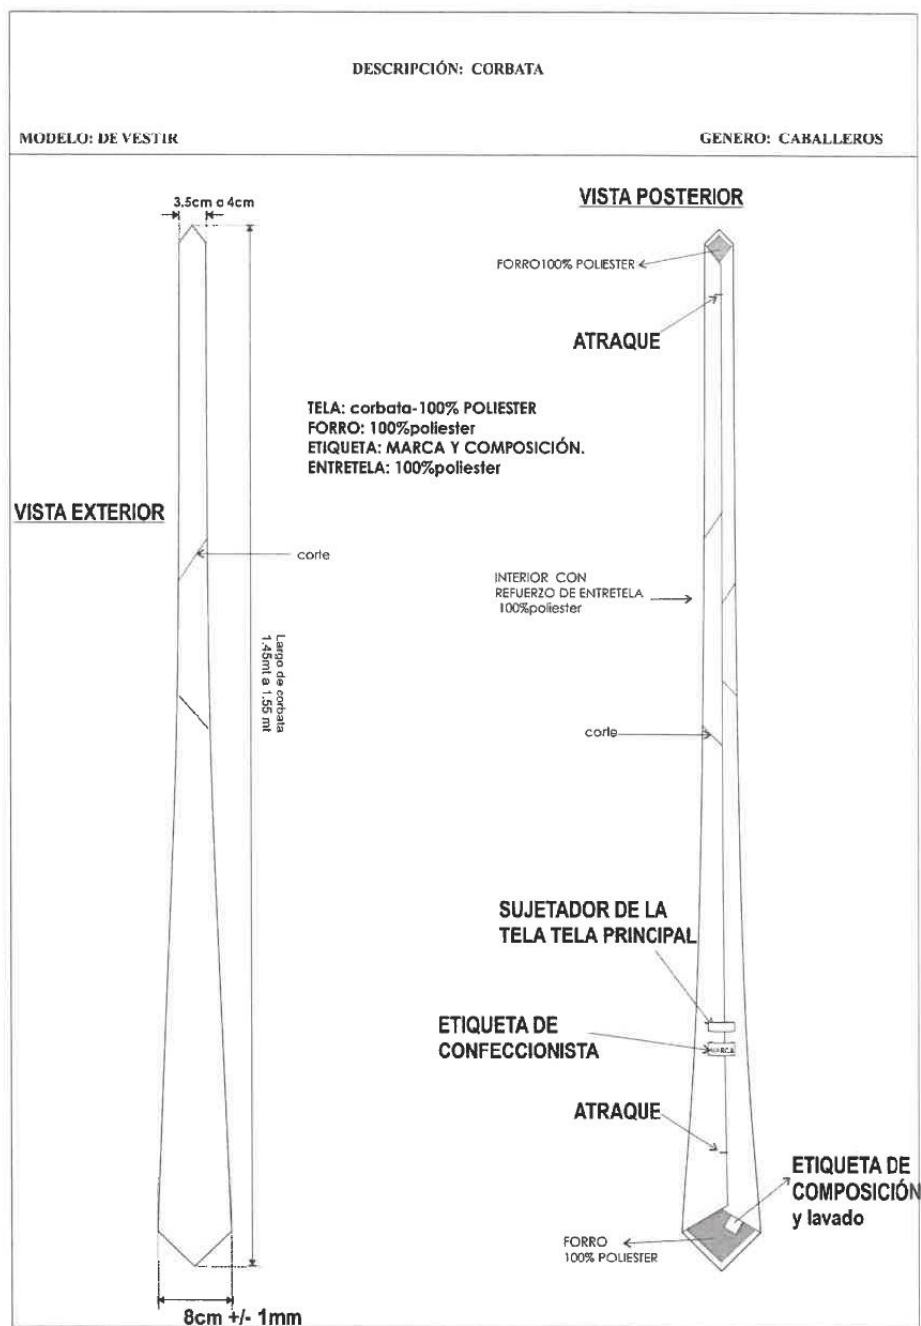 DESCRIPCIÓN: CORBATA
MODELO: DE VESTIR
GENERO: CABALLEROS
3.5cm a 4cm
VISTA EXTERIOR
TELA: corbata-100% POLIESTER
FORRO: 100%poliester
ETIQUETA: MARCA Y COMPOSICIÓN.
ENTRETELA: 100%poliester
corte
Largo de corbata
1.45mt a 1.55 mt
8cm +/- 1mm
VISTA POSTERIOR
FORRO100% POLIESTER
ATRAQUE
INTERIOR CON
REFUERZO DE ENTRETELA
100%poliester
corte
SUJETADOR DE LA
TELA TELA PRINCIPAL
ETIQUETA DE
CONFECCIONISTA
MARCA
ATRAQUE
ETIQUETA DE
COMPOSICIÓN
y lavado
FORRO
100% POLIESTER